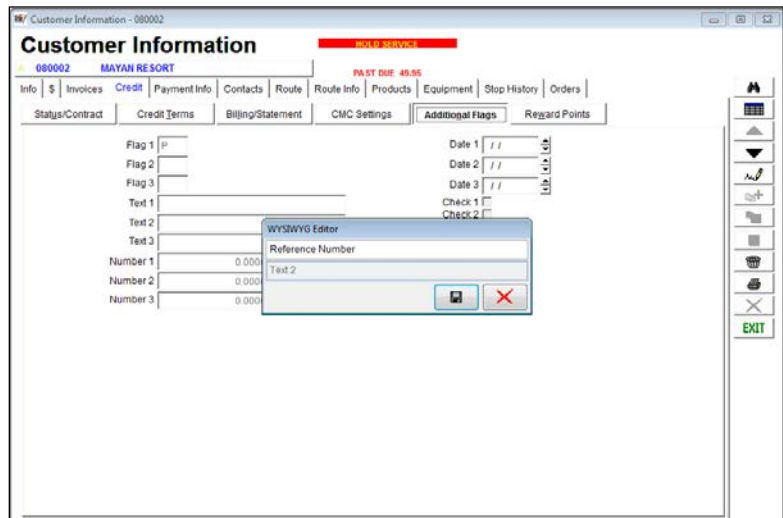 Customer Information - 080002
Customer Information
HOLD SERVICE
A 080002 MAYAN RESORT
PAST DUE 49.95
Info $ Invoices Credit Payment Info Contacts Route Route Info Products Equipment Stop History Orders
Status/Contract Credit Terms Billing/Statement CMC Settings Additional Flags Reward Points
Flag 1 P Date 1 / /
Flag 2 Date 2 / /
Flag 3 Date 3 / /
Text 1 Check 1
Text 2 Check 2
Text 3
Number 1 0.000
Number 2 0.000
Number 3 0.000
WYSIWYG Editor
Reference Number
Text 2
EXIT